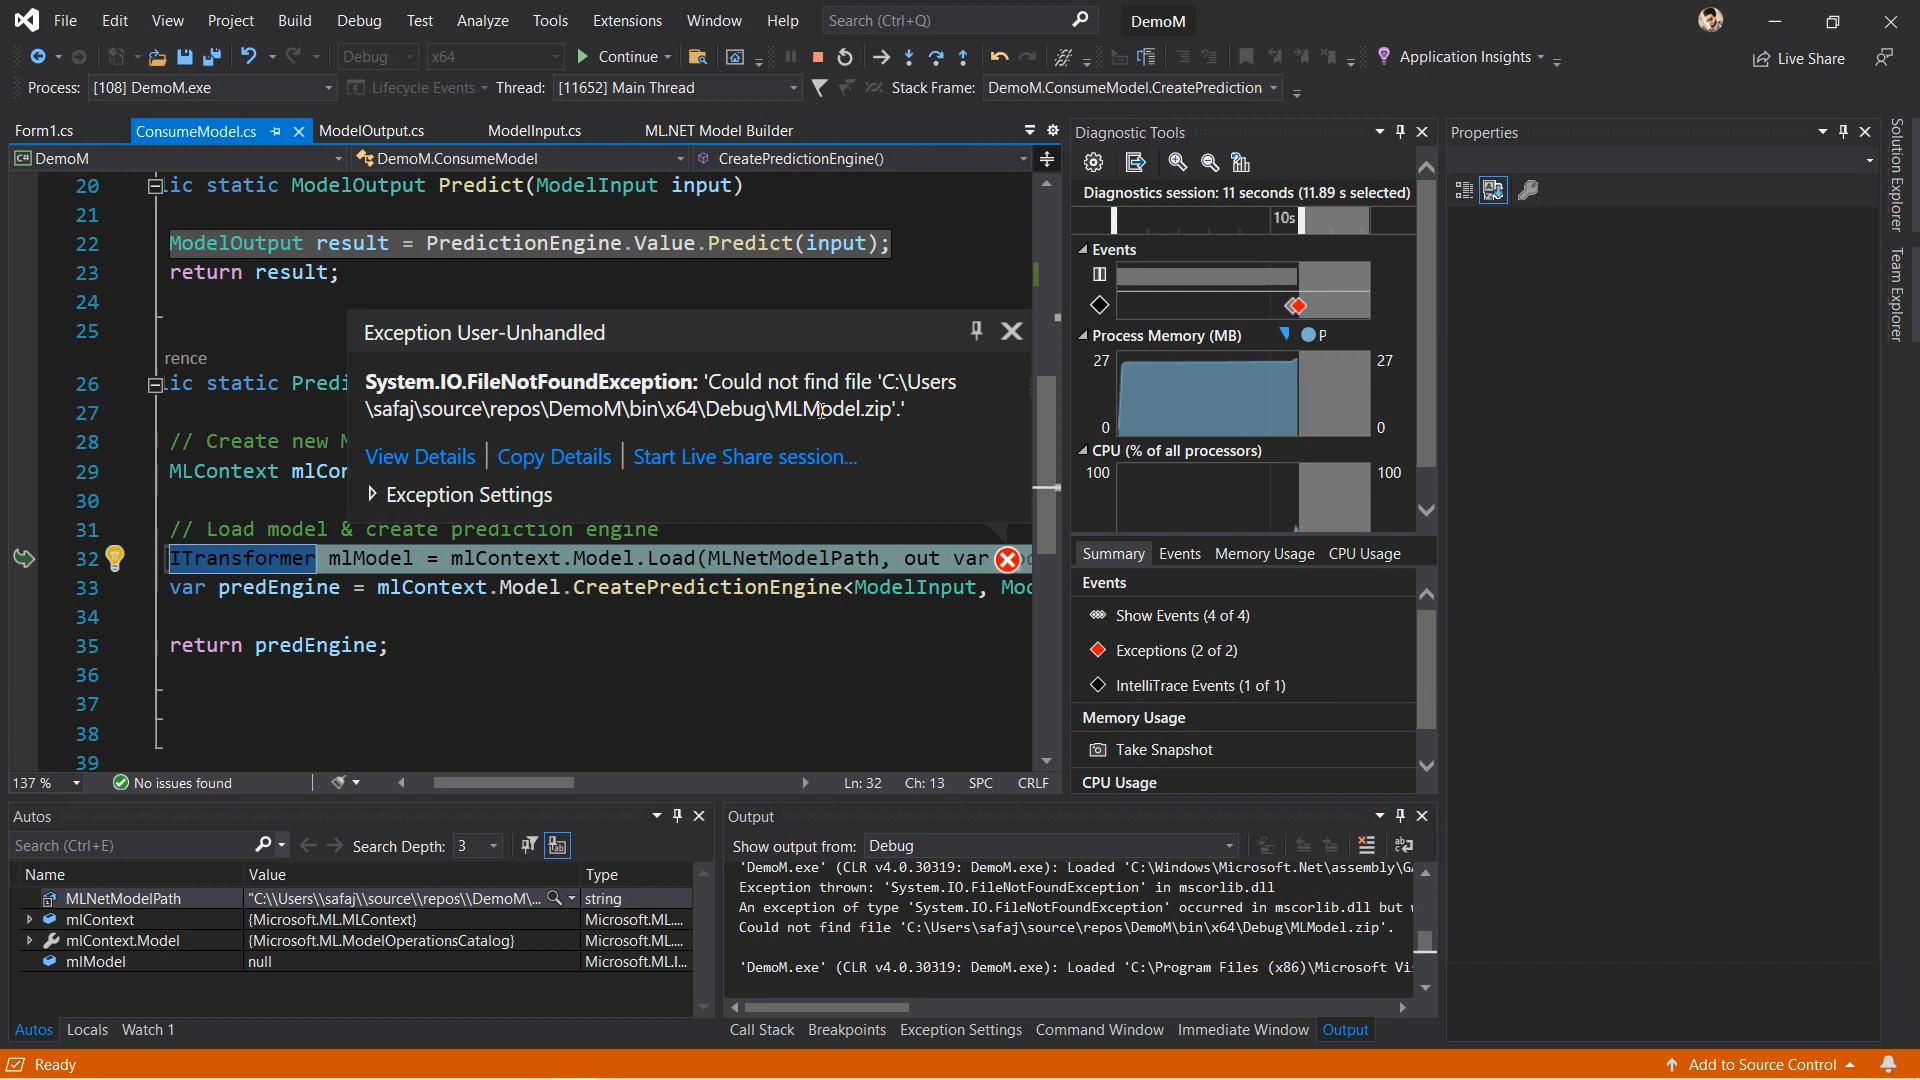 File Edit View Project Build Debug Test Analyze Tools Extensions Window Help Search (Ctrl+Q) DemoM
Debug x64 Continue Application Insights Live Share
Process: [108] DemoM.exe Lifecycle Events Thread: [11652] Main Thread Stack Frame: DemoM.ConsumeModel.CreatePrediction
Form1.cs ConsumeModel.cs ModelOutput.cs ModelInput.cs ML.NET Model Builder
DemoM DemoM.ConsumeModel CreatePredictionEngine()
20 lic static ModelOutput Predict(ModelInput input)
21
22 ModelOutput result = PredictionEngine.Value.Predict(input);
23 return result;
24
25
rence
26 lic static Predi
27
28 // Create new M
29 MLContext mlCon
30
31 // Load model & create prediction engine
32 ITransformer mlModel = mlContext.Model.Load(MLNetModelPath, out var
33 var predEngine = mlContext.Model.CreatePredictionEngine<ModelInput, Mo
34
35 return predEngine;
36
37
38
39
Exception User-Unhandled
System.IO.FileNotFoundException: 'Could not find file 'C:\Users
\safaj\source\repos\DemoM\bin\x64\Debug\MLModel.zip'.'
View Details | Copy Details | Start Live Share session...
Exception Settings
137 % No issues found Ln: 32 Ch: 13 SPC CRLF
Diagnostic Tools
Diagnostics session: 11 seconds (11.89 s selected)
10s
Events
Process Memory (MB) P
27 27
0 0
CPU (% of all processors)
100 100
Summary Events Memory Usage CPU Usage
Events
Show Events (4 of 4)
Exceptions (2 of 2)
IntelliTrace Events (1 of 1)
Memory Usage
Take Snapshot
CPU Usage
Properties
Solution Explorer
Team Explorer
Autos
Search (Ctrl+E) Search Depth: 3
Name Value Type
MLNetModelPath "C:\\Users\\safaj\\source\\repos\\DemoM\... string
mlContext {Microsoft.ML.MLContext} Microsoft.ML....
mlContext.Model {Microsoft.ML.ModelOperationsCatalog} Microsoft.ML....
mlModel null Microsoft.ML.I...
Autos Locals Watch 1
Output
Show output from: Debug
'DemoM.exe' (CLR v4.0.30319: DemoM.exe): Loaded 'C:\Windows\Microsoft.Net\assembly\G
Exception thrown: 'System.IO.FileNotFoundException' in mscorlib.dll
An exception of type 'System.IO.FileNotFoundException' occurred in mscorlib.dll but
Could not find file 'C:\Users\safaj\source\repos\DemoM\bin\x64\Debug\MLModel.zip'.
'DemoM.exe' (CLR v4.0.30319: DemoM.exe): Loaded 'C:\Program Files (x86)\Microsoft Vi
Call Stack Breakpoints Exception Settings Command Window Immediate Window Output
Ready Add to Source Control